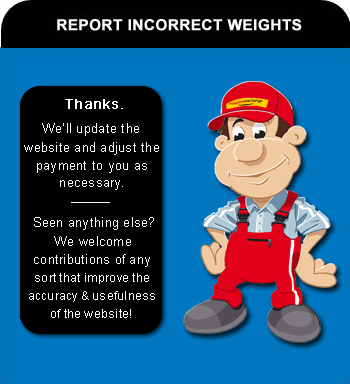 REPORT INCORRECT WEIGHTS
Thanks.
We'll update the
website and adjust the
payment to you as
necessary.
Seen anything else?
We welcome
contributions of any
sort that improve the
accuracy & usefulness
of the website!